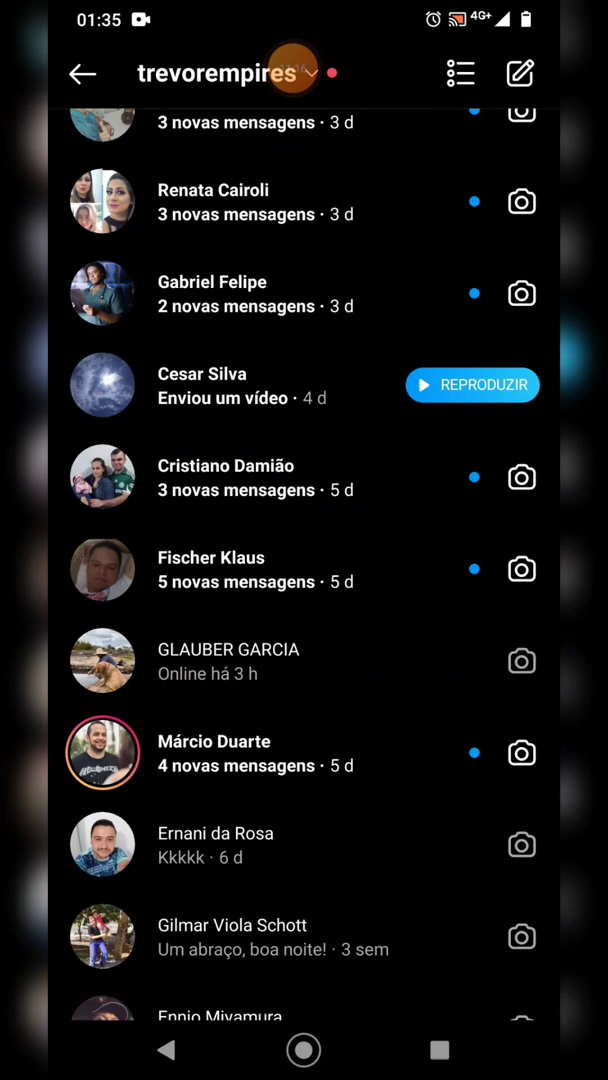 01:35
4G+
trevorempires
11:16
3 novas mensagens · 3 d
Renata Cairoli
3 novas mensagens · 3 d
Gabriel Felipe
2 novas mensagens · 3 d
Cesar Silva
Enviou um vídeo · 4 d
REPRODUZIR
Cristiano Damião
3 novas mensagens · 5 d
Fischer Klaus
5 novas mensagens · 5 d
GLAUBER GARCIA
Online há 3 h
Márcio Duarte
4 novas mensagens · 5 d
Ernani da Rosa
Kkkkk · 6 d
Gilmar Viola Schott
Um abraço, boa noite! · 3 sem
Ennio Miyamura